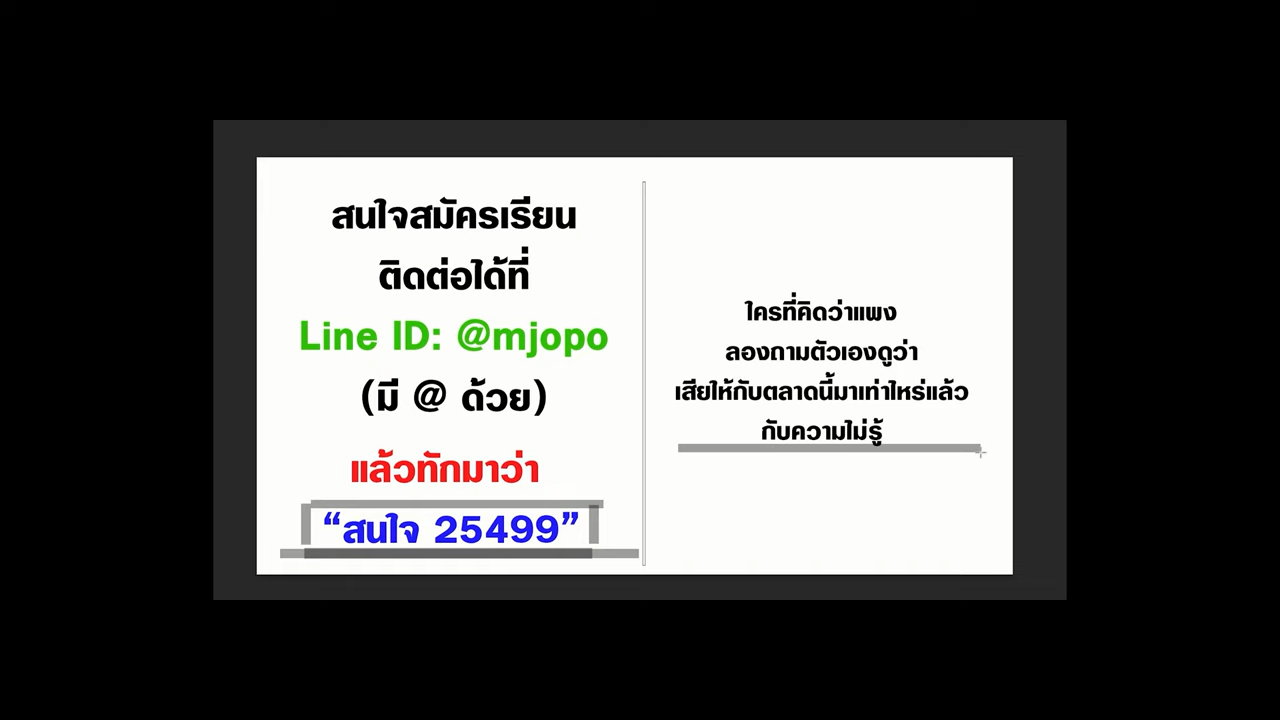 สนใจสมัครเรียน
ติดต่อได้ที่
Line ID: @mjopo
(มี @ ด้วย)
แล้วทักมาว่า
“สนใจ 25499”
ใครที่คิดว่าแพง
ลองถามตัวเองดูว่า
เสียให้กับตลาดนี้มาเท่าใหร่แล้ว
กับความไม่รู้